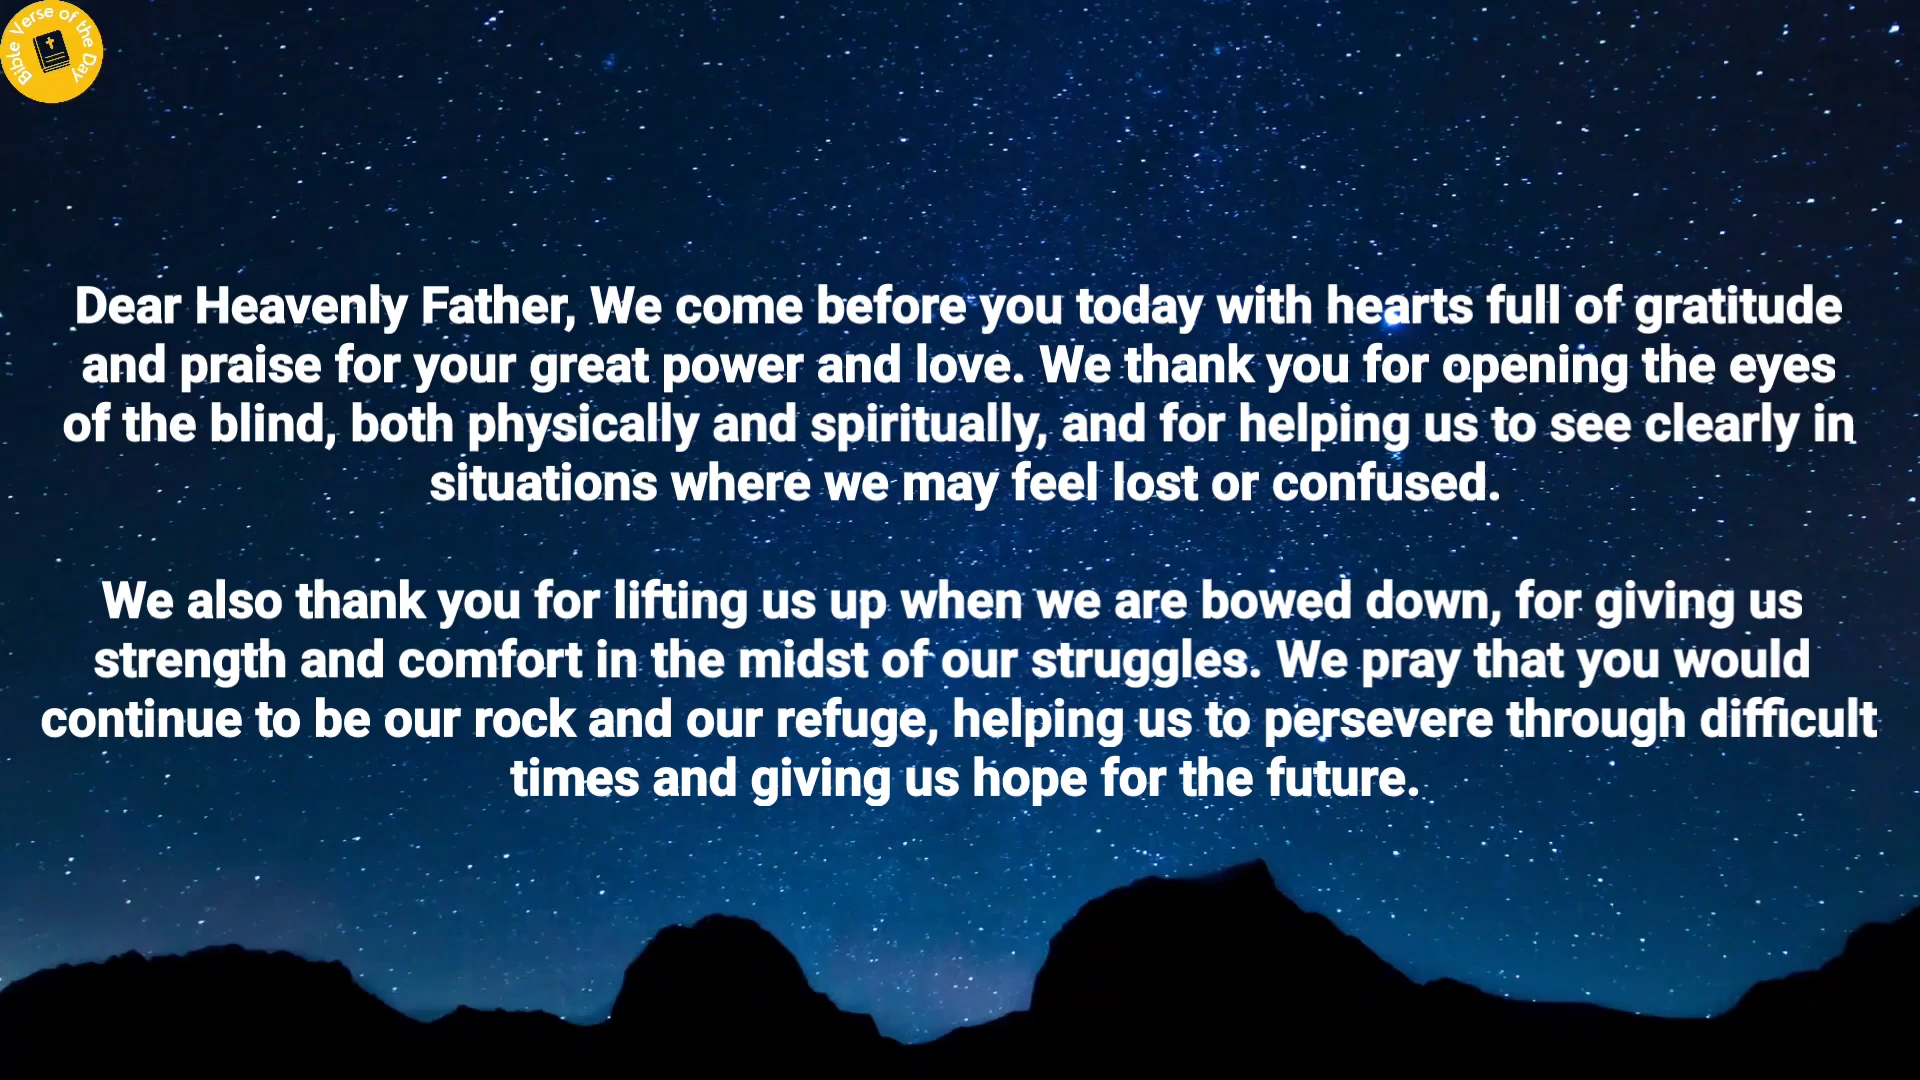 Bible Verse of the Day
Dear Heavenly Father, We come before you today with hearts full of gratitude
and praise for your great power and love. We thank you for opening the eyes
of the blind, both physically and spiritually, and for helping us to see clearly in
situations where we may feel lost or confused.
We also thank you for lifting us up when we are bowed down, for giving us
strength and comfort in the midst of our struggles. We pray that you would
continue to be our rock and our refuge, helping us to persevere through difficult
times and giving us hope for the future.